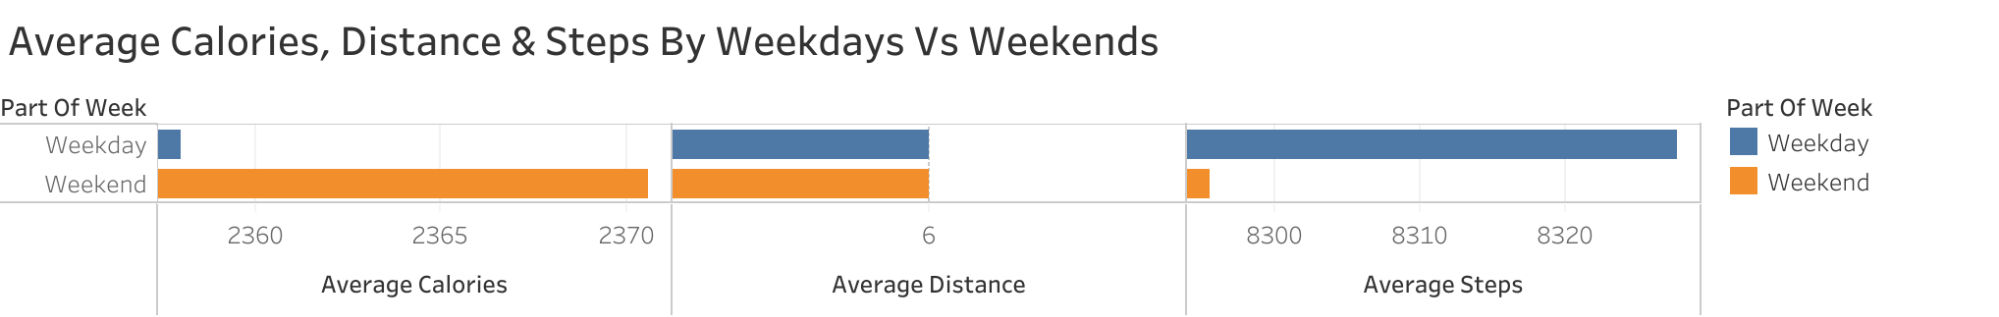 Average Calories, Distance & Steps By Weekdays Vs Weekends
Part Of Week
Weekday
Weekend
2360 2365 2370
Average Calories
6
Average Distance
8300 8310 8320
Average Steps
Part Of Week
Weekday
Weekend